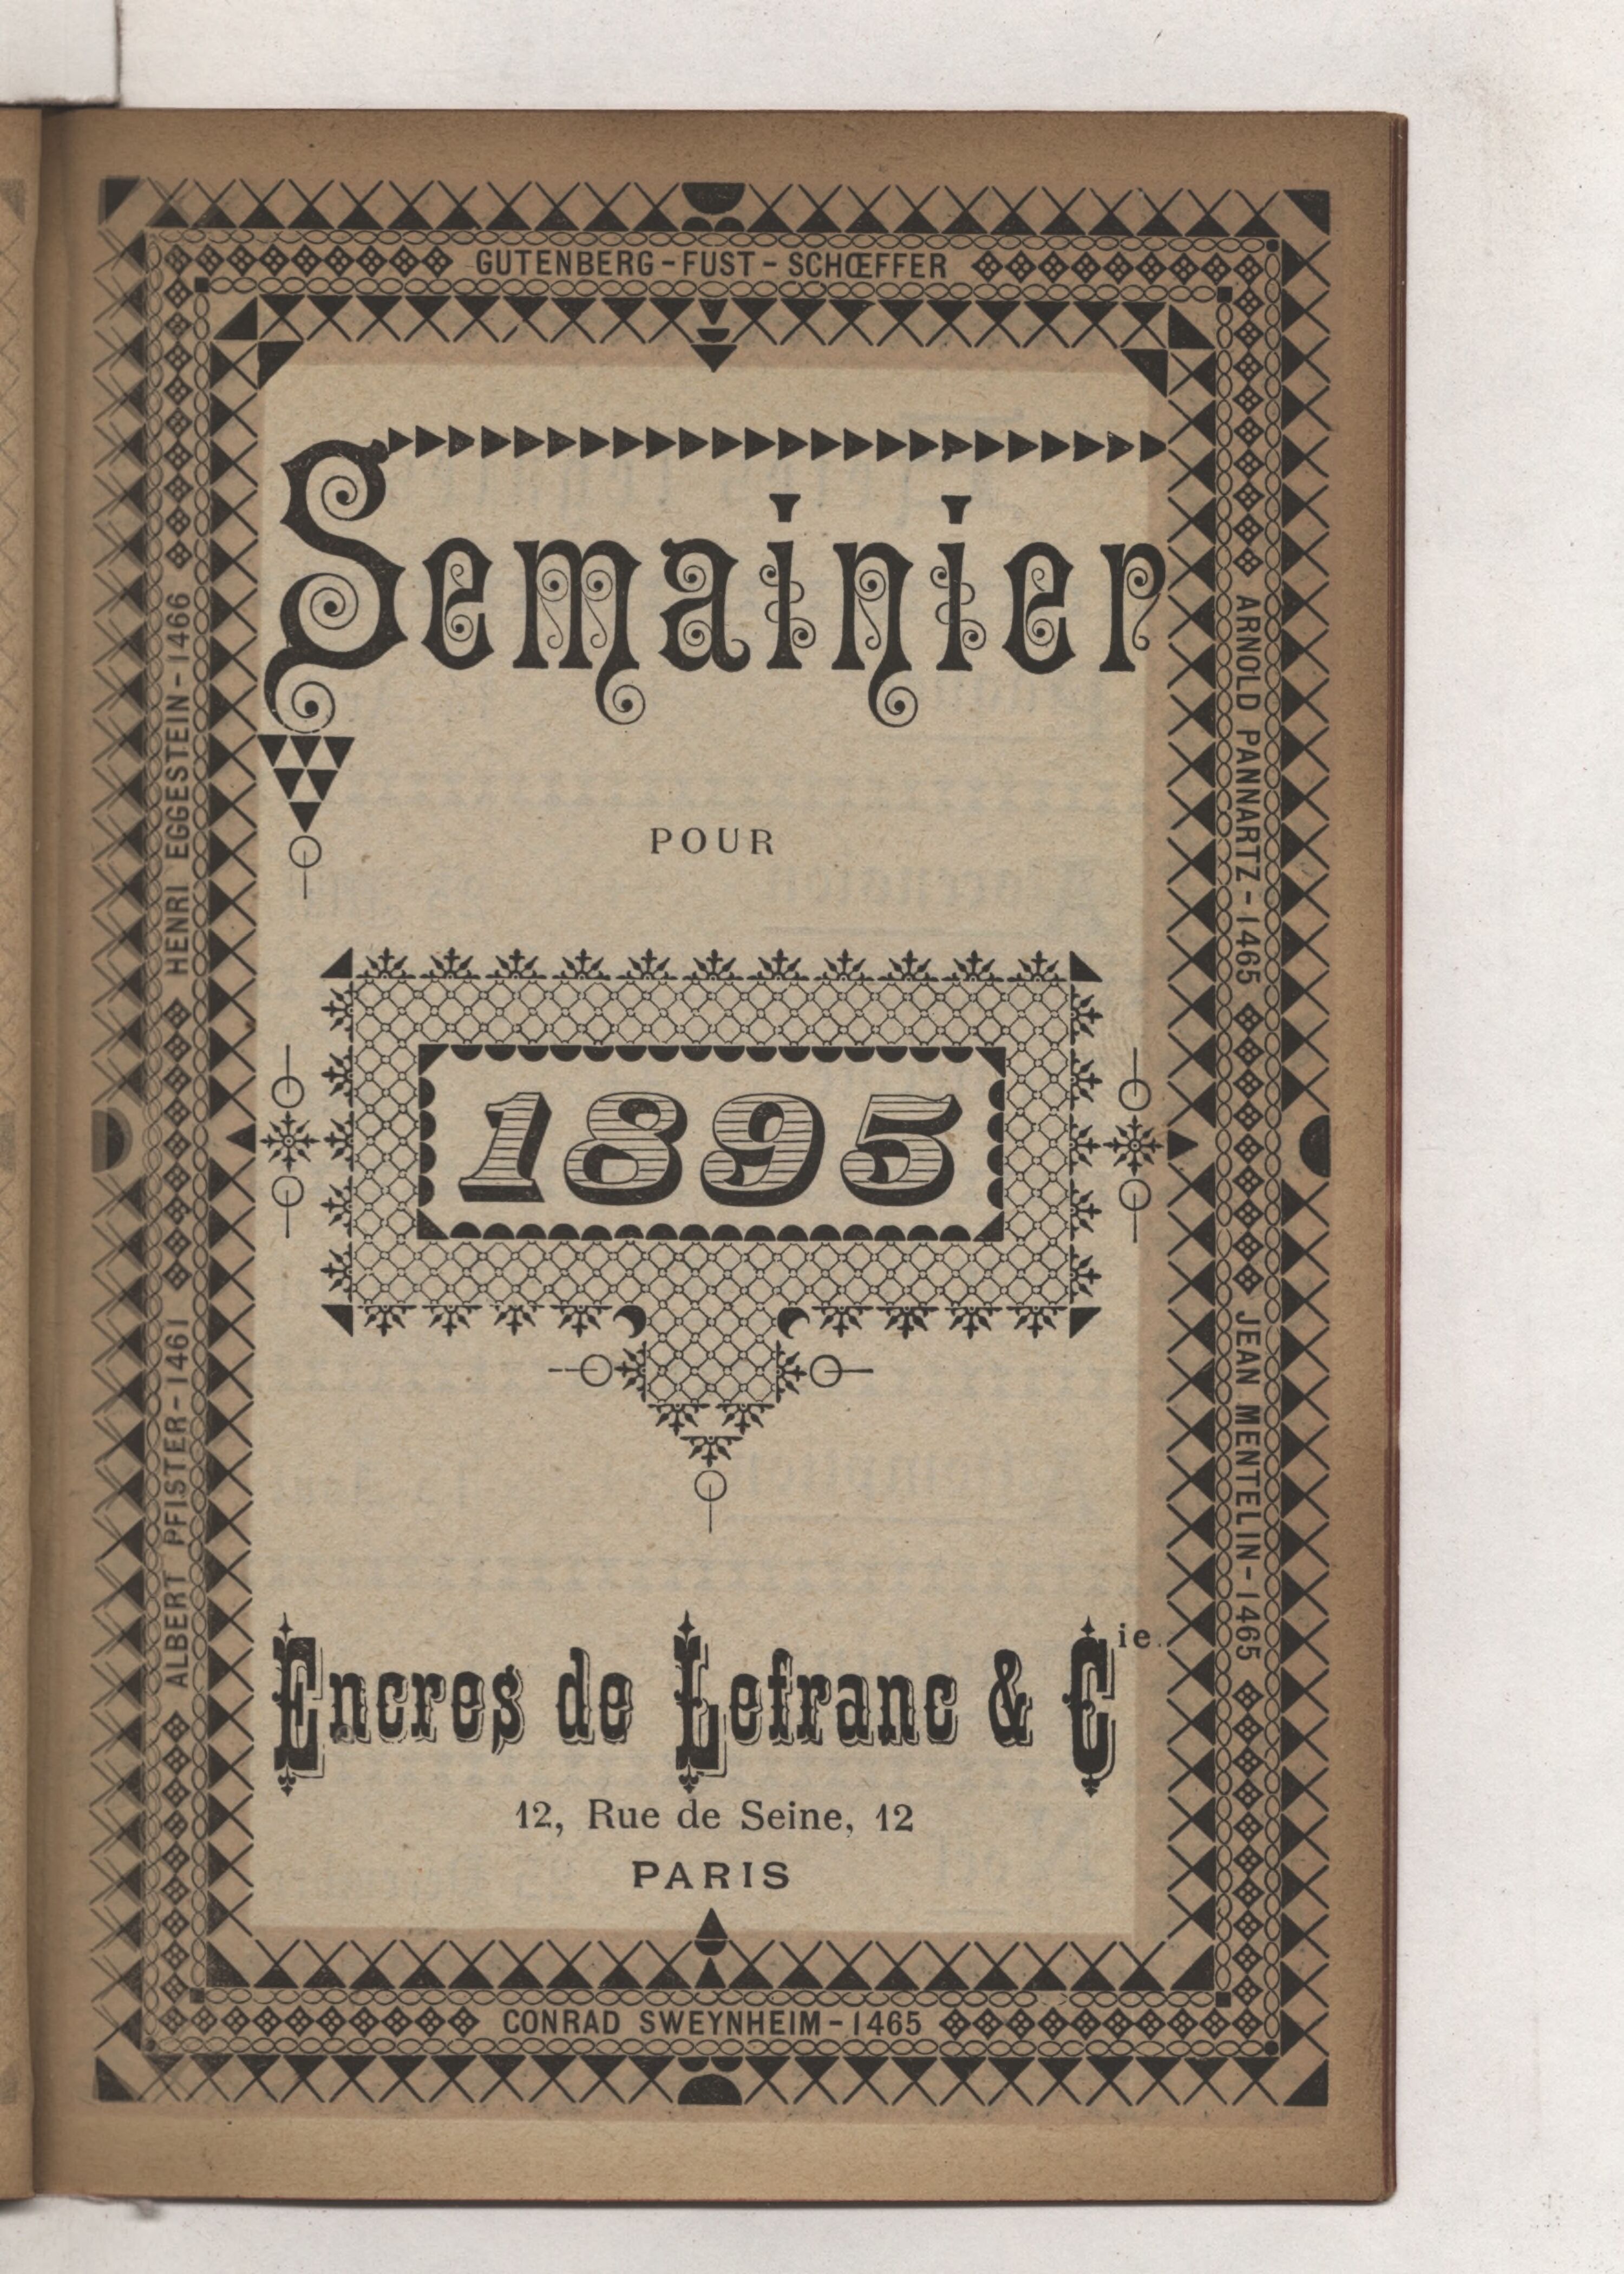 GUTENBERG-FUST-SCHŒFFER
Semainier
POUR
1895
Encres de Lefranc & Cie.
12, Rue de Seine, 12
PARIS
CONRAD SWEYNHEIM-1465
ALBERT PFISTER-1461
HENRI EGGESTEIN-1466
ARNOLD PANNARTZ-1465
JEAN MENTELIN-1465